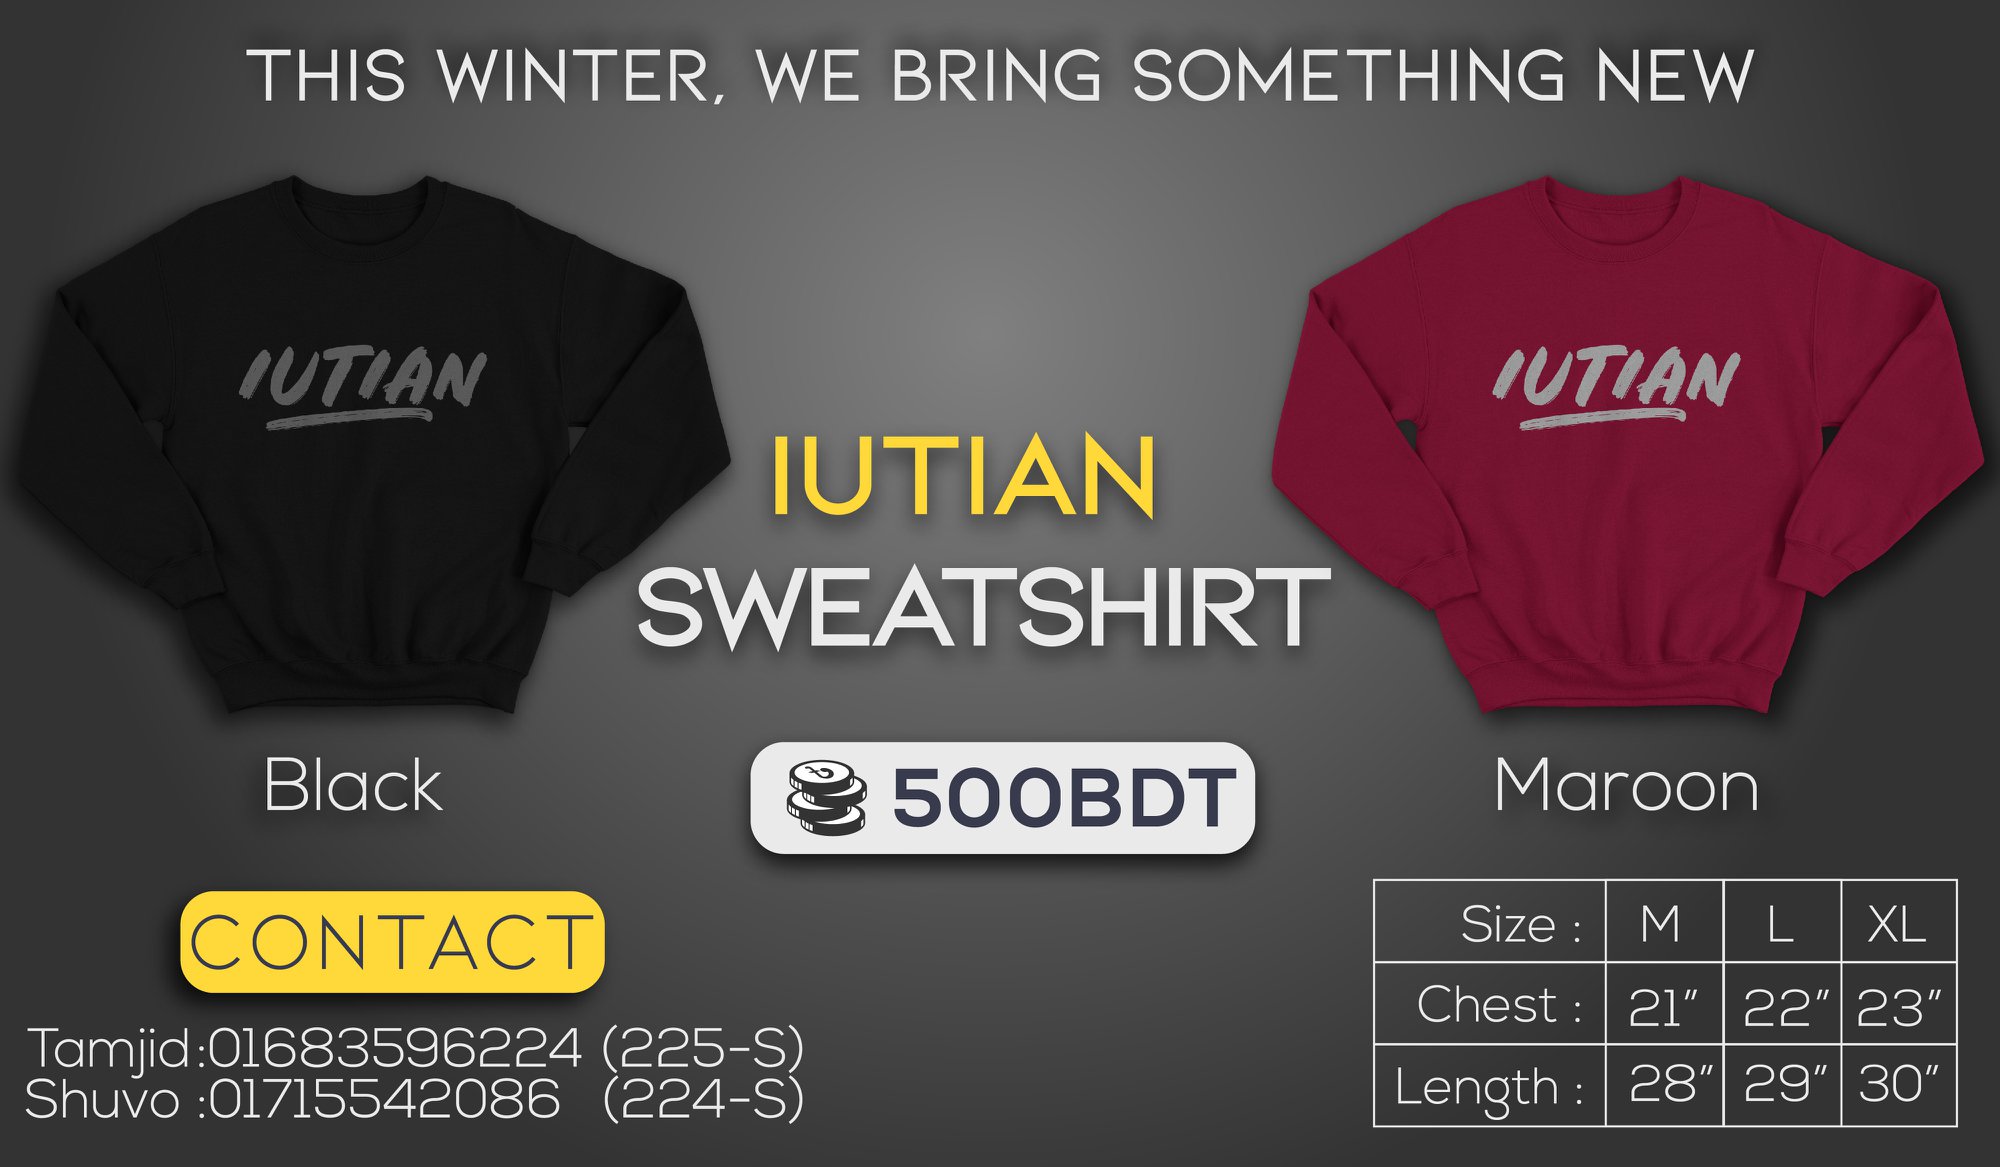 THIS WINTER, WE BRING SOMETHING NEW
IUTIAN
IUTIAN
IUTIAN
SWEATSHIRT
Black
Maroon
500BDT
CONTACT
Tamjid:01683596224 (225-S)
Shuvo :01715542086 (224-S)
Size : M L XL
Chest : 21" 22" 23"
Length : 28" 29" 30"